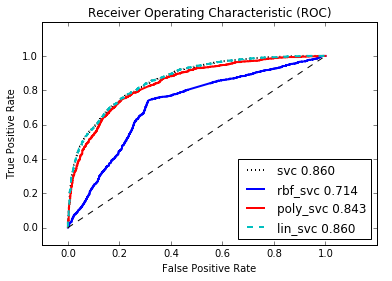 Receiver Operating Characteristic (ROC)
True Positive Rate
1.0
0.8
0.6
0.4
0.2
0.0
svc 0.860
rbf_svc 0.714
poly_svc 0.843
lin_svc 0.860
0.0 0.2 0.4 0.6 0.8 1.0
False Positive Rate